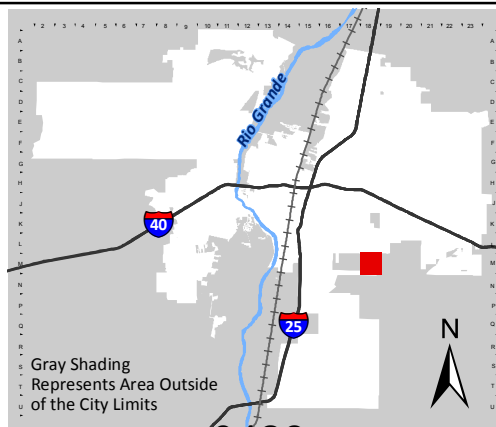 2 3 4 5 6 7 8 9 10 11 12 13 14 15 16 17 18 19 20 21 22 23
A
B
C
D
E
F
G
H
J
K
L
M
N
P
Q
R
S
T
U
Rio Grande
40
25
N
Gray Shading
Represents Area Outside
of the City Limits